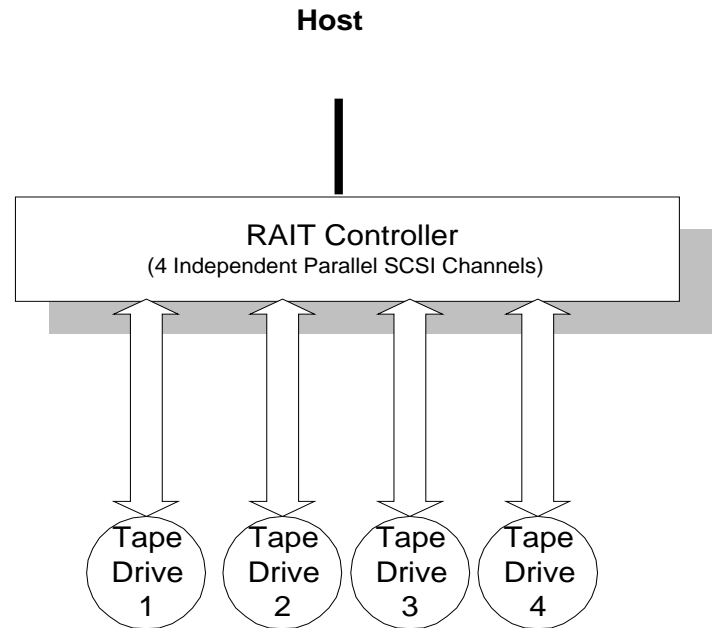 Host
RAIT Controller
(4 Independent Parallel SCSI Channels)
Tape
Drive
1
Tape
Drive
2
Tape
Drive
3
Tape
Drive
4